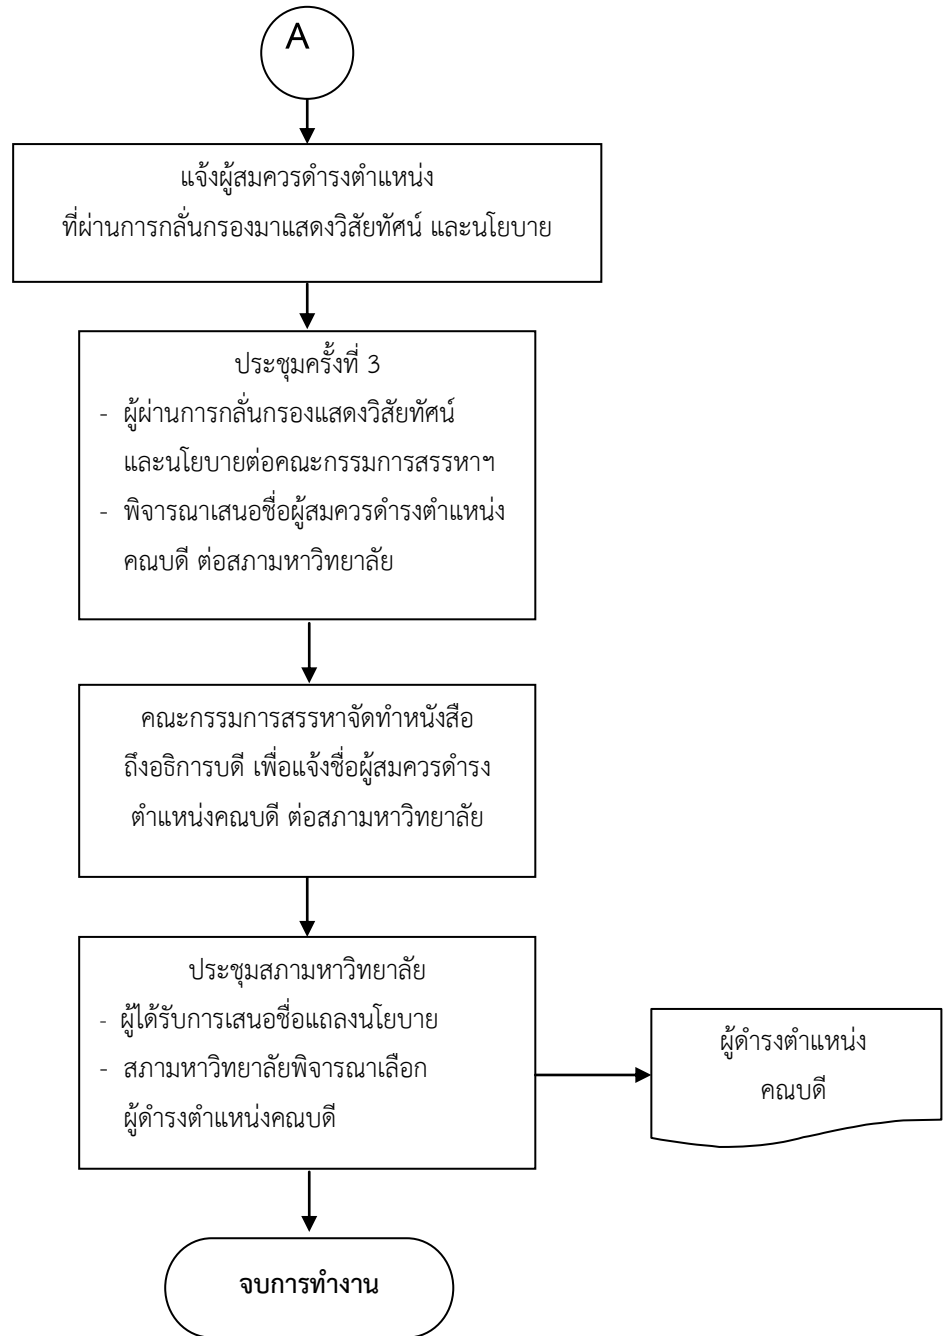 A
แจ้งผู้สมควรดำรงตำแหน่ง
ที่ผ่านการกลั่นกรองมาแสดงวิสัยทัศน์ และนโยบาย
ประชุมครั้งที่ 3
- ผู้ผ่านการกลั่นกรองแสดงวิสัยทัศน์
และนโยบายต่อคณะกรรมการสรรหาฯ
- พิจารณาเสนอชื่อผู้สมควรดำรงตำแหน่ง
คณบดี ต่อสภามหาวิทยาลัย
คณะกรรมการสรรหาจัดทำหนังสือ
ถึงอธิการบดี เพื่อแจ้งชื่อผู้สมควรดำรง
ตำแหน่งคณบดี ต่อสภามหาวิทยาลัย
ประชุมสภามหาวิทยาลัย
- ผู้ได้รับการเสนอชื่อแถลงนโยบาย
- สภามหาวิทยาลัยพิจารณาเลือก
ผู้ดำรงตำแหน่งคณบดี
ผู้ดำรงตำแหน่ง
คณบดี
จบการทำงาน